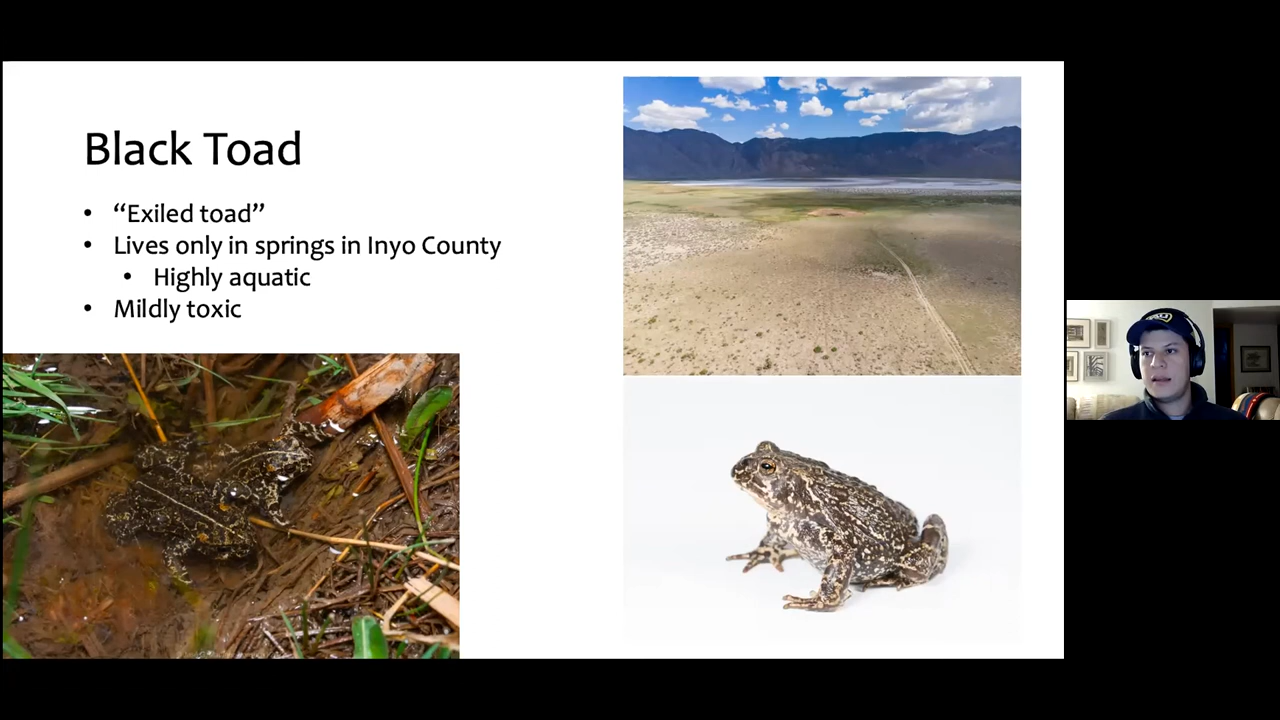 Black Toad
• “Exiled toad”
• Lives only in springs in Inyo County
• Highly aquatic
• Mildly toxic